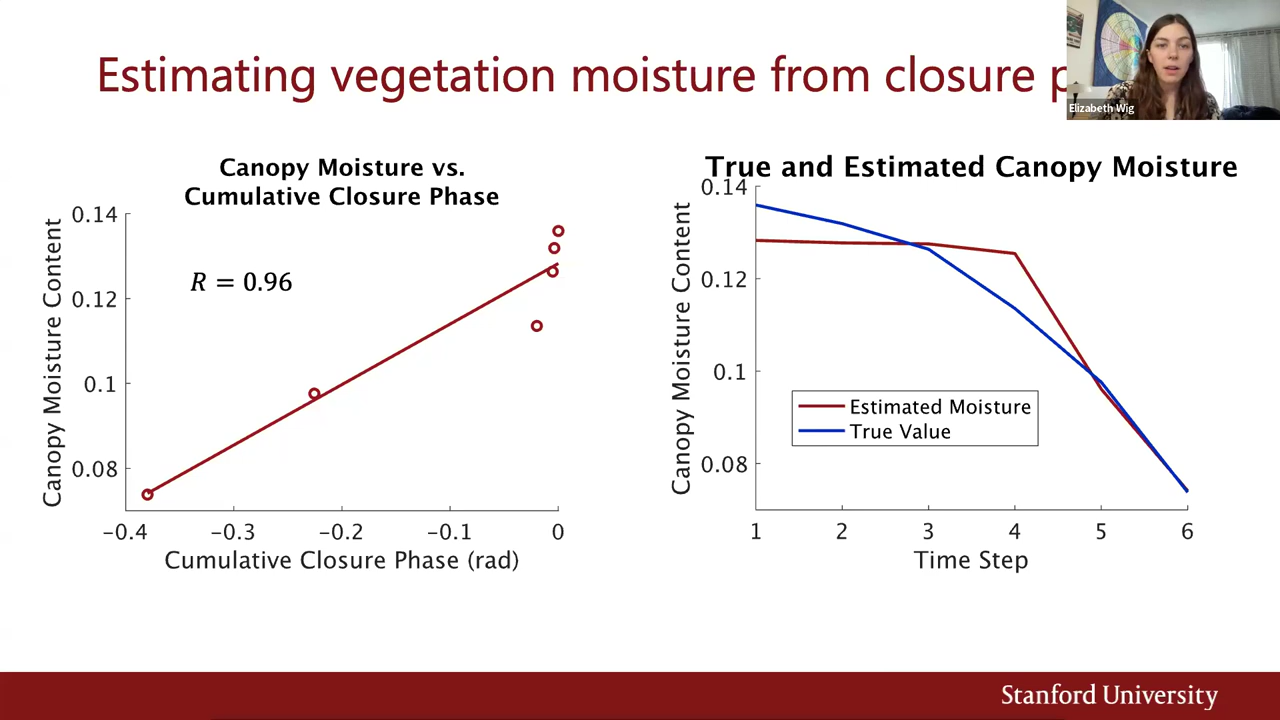 Estimating vegetation moisture from closure
Elizabeth Wig
Canopy Moisture vs.
Cumulative Closure Phase
R = 0.96
Canopy Moisture Content
0.14
0.12
0.1
0.08
−0.4 −0.3 −0.2 −0.1 0
Cumulative Closure Phase (rad)
True and Estimated Canopy Moisture
Canopy Moisture Content
0.14
0.12
0.1
0.08
Estimated Moisture
True Value
1 2 3 4 5 6
Time Step
Stanford University